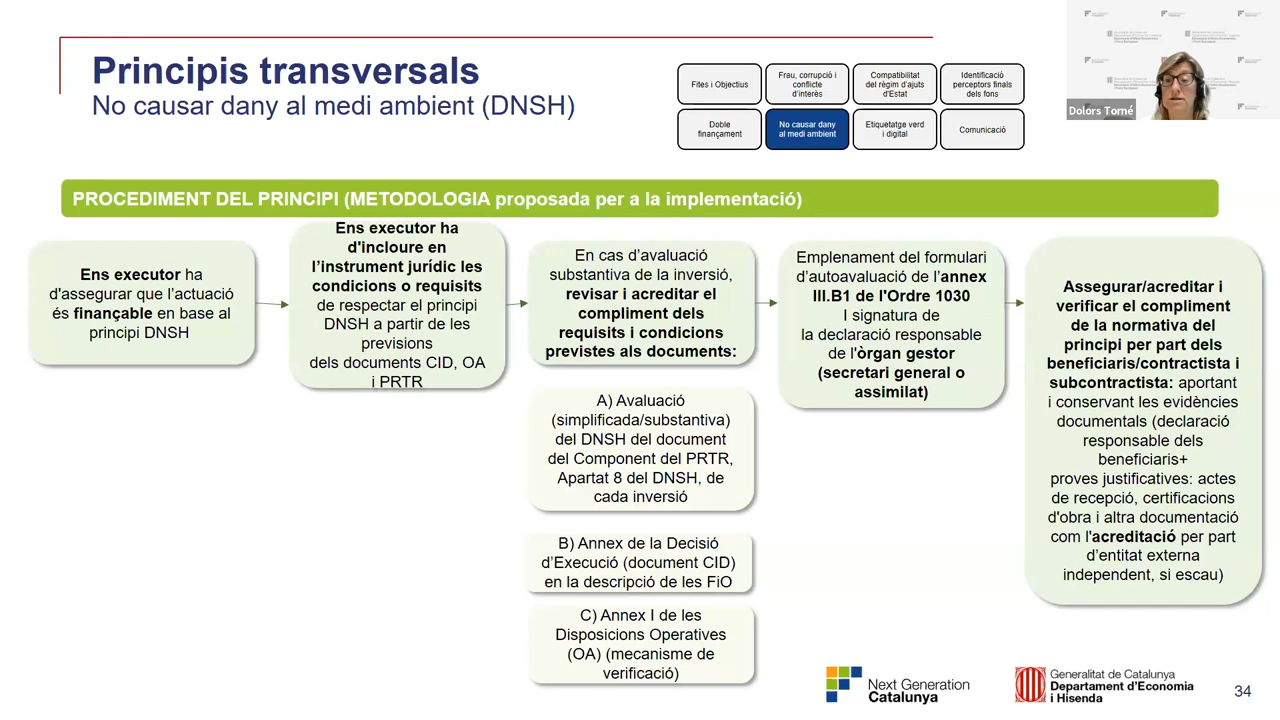 Principis transversals
No causar dany al medi ambient (DNSH)
Fites i Objectius
Frau, corrupció i
conflicte
d'interès
Compatibilitat
del règim d'ajuts
d'Estat
Identificació
perceptors finals
dels fons
Doble
finançament
No causar dany
al medi ambient
Etiquetatge verd
i digital
Comunicació
Dolors Torné
PROCEDIMENT DEL PRINCIPI (METODOLOGIA proposada per a la implementació)
Ens executor ha
d'assegurar que l’actuació
és finançable en base al
principi DNSH
Ens executor ha
d'incloure en
l’instrument jurídic les
condicions o requisits
de respectar el principi
DNSH a partir de les
previsions
dels documents CID, OA
i PRTR
En cas d’avaluació
substantiva de la inversió,
revisar i acreditar el
compliment dels
requisits i condicions
previstes als documents:
A) Avaluació
(simplificada/substantiva)
del DNSH del document
del Component del PRTR,
Apartat 8 del DNSH, de
cada inversió
B) Annex de la Decisió
d’Execució (document CID)
en la descripció de les FiO
C) Annex I de les
Disposicions Operatives
(OA) (mecanisme de
verificació)
Emplenament del formulari
d’autoavaluació de l’annex
III.B1 de l'Ordre 1030
I signatura de
la declaració responsable
de l'òrgan gestor
(secretari general o
assimilat)
Assegurar/acreditar i
verificar el compliment
de la normativa del
principi per part dels
beneficiaris/contractista i
subcontractista: aportant
i conservant les evidències
documentals (declaració
responsable dels
beneficiaris+
proves justificatives: actes
de recepció, certificacions
d'obra i altra documentació
com l'acreditació per part
d’entitat externa
independent, si escau)
Next Generation
Catalunya
Generalitat de Catalunya
Departament d’Economia
i Hisenda
34